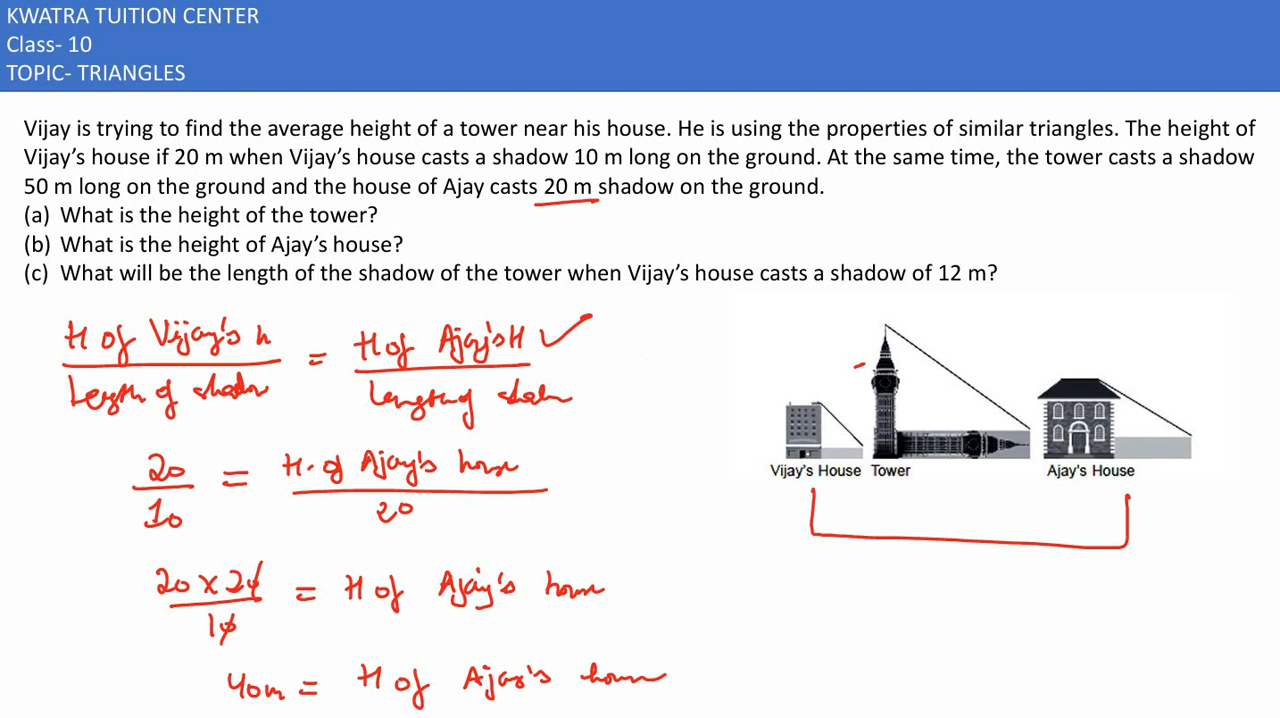 KWATRA TUITION CENTER
Class- 10
TOPIC- TRIANGLES
Vijay is trying to find the average height of a tower near his house. He is using the properties of similar triangles. The height of
Vijay's house if 20 m when Vijay's house casts a shadow 10 m long on the ground. At the same time, the tower casts a shadow
50 m long on the ground and the house of Ajay casts 20 m shadow on the ground.
(a) What is the height of the tower?
(b) What is the height of Ajay's house?
(c) What will be the length of the shadow of the tower when Vijay's house casts a shadow of 12 m?
H of Vijay's h = H of Ajay's H ✓
Length of shadow length of shadow
20 = H. of Ajay's house
10 20
20 x 20 = H of Ajay's house
10
40m = H of Ajay's house
Vijay's House Tower Ajay's House